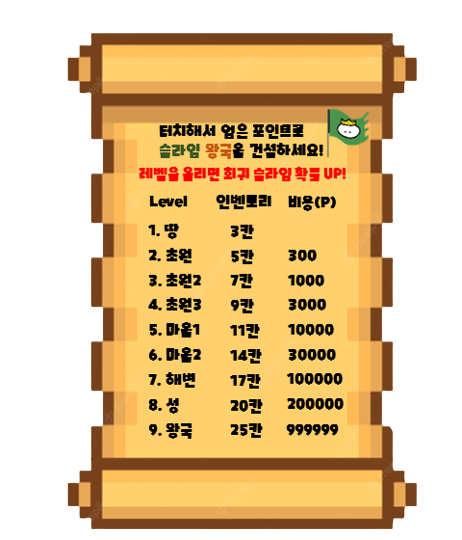 터치해서 얻은 포인트로
슬라임 왕국을 건설하세요!
레벨을 올리면 희귀 슬라임 확률 UP!
Level 인벤토리 비용(P)
1. 땅 3칸
2. 초원 5칸 300
3. 초원2 7칸 1000
4. 초원3 9칸 3000
5. 마을1 11칸 10000
6. 마을2 14칸 30000
7. 해변 17칸 100000
8. 성 20칸 200000
9. 왕국 25칸 999999